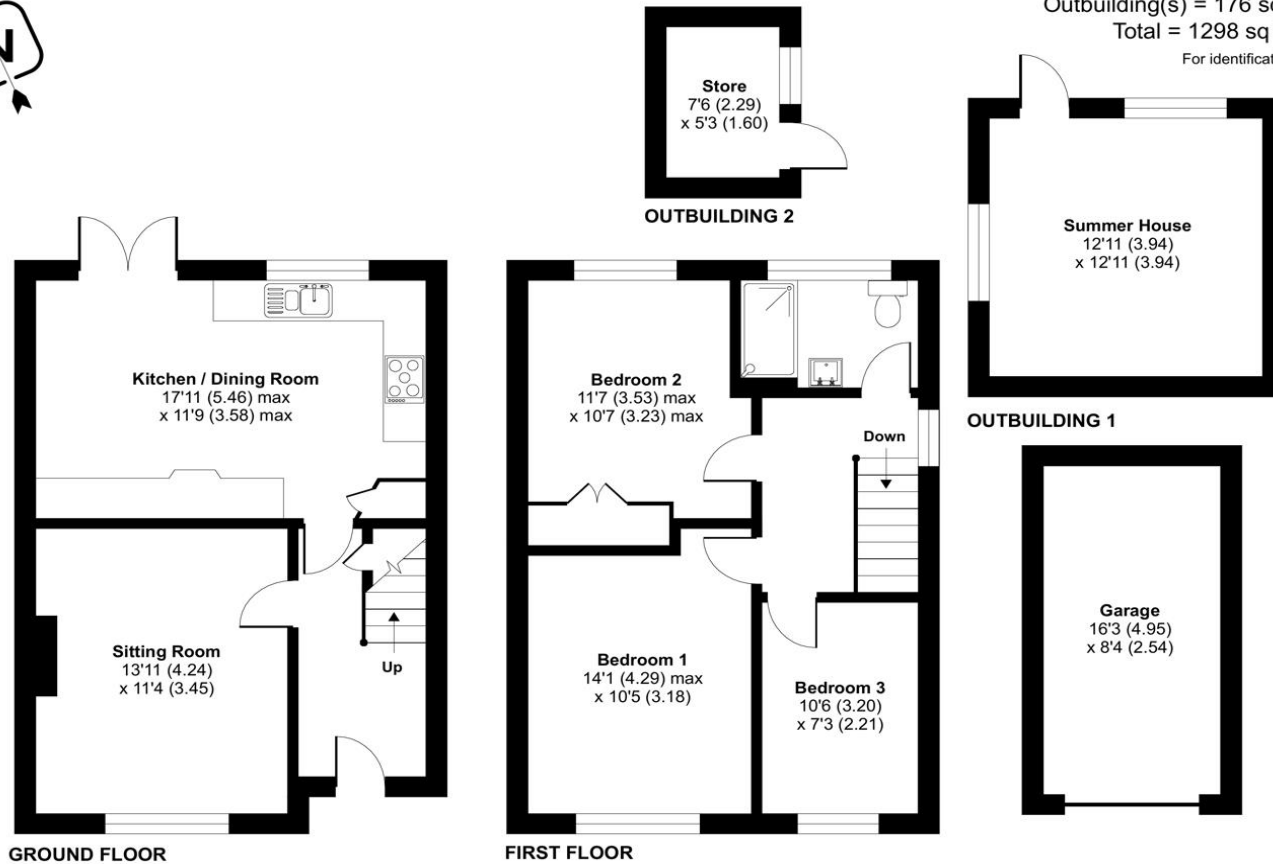 N
Outbuilding(s) = 176
Total = 1298 sq
For
Store
7'6 (2.29)
x 5'3 (1.60)
OUTBUILDING 2
Summer House
12'11 (3.94)
x 12'11 (3.94)
OUTBUILDING 1
Kitchen / Dining Room
17'11 (5.46) max
x 11'9 (3.58) max
Sitting Room
13'11 (4.24)
x 11'4 (3.45)
Up
GROUND FLOOR
Bedroom 2
11'7 (3.53) max
x 10'7 (3.23) max
Down
Bedroom 1
14'1 (4.29) max
x 10'5 (3.18)
Bedroom 3
10'6 (3.20)
x 7'3 (2.21)
FIRST FLOOR
Garage
16'3 (4.95)
x 8'4 (2.54)